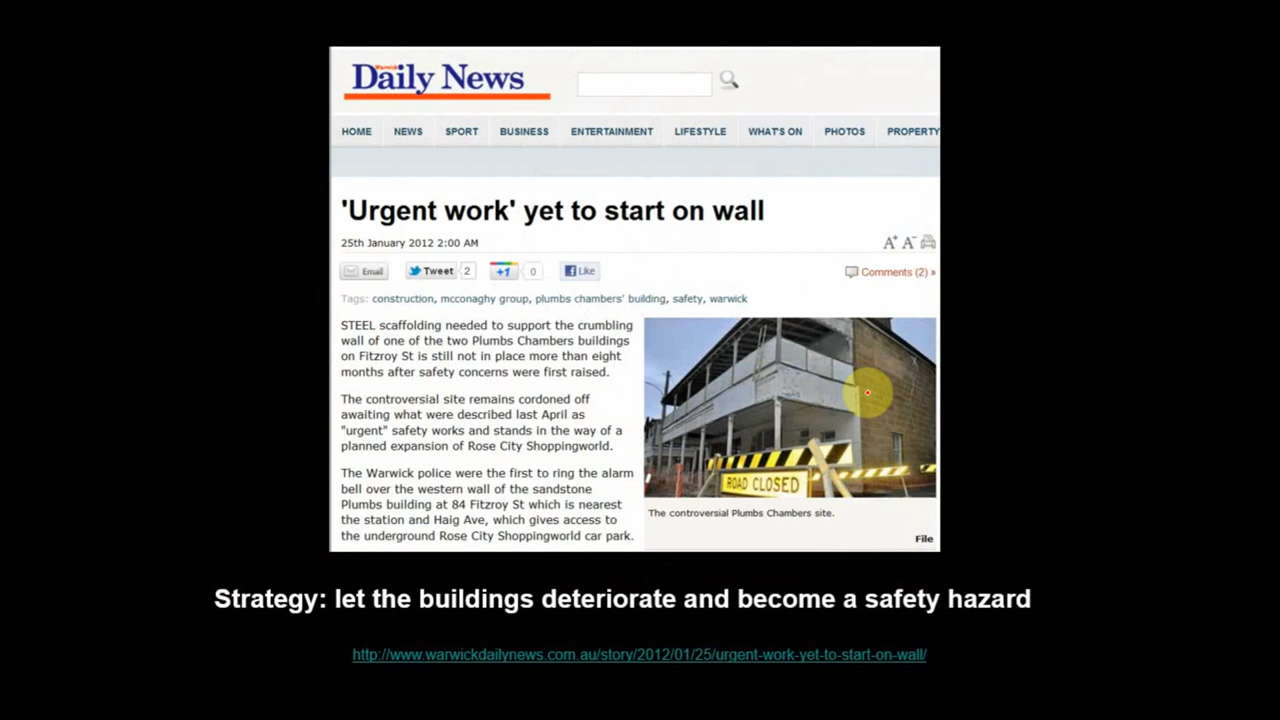 Warwick
Daily News
HOME NEWS SPORT BUSINESS ENTERTAINMENT LIFESTYLE WHAT'S ON PHOTOS PROPERTY
'Urgent work' yet to start on wall
25th January 2012 2:00 AM
A+ A-
Email Tweet 2 +1 0 Like
Comments (2) »
Tags: construction, mcconaghy group, plumbs chambers' building, safety, warwick
STEEL scaffolding needed to support the crumbling
wall of one of the two Plumbs Chambers buildings
on Fitzroy St is still not in place more than eight
months after safety concerns were first raised.
The controversial site remains cordoned off
awaiting what were described last April as
"urgent" safety works and stands in the way of a
planned expansion of Rose City Shoppingworld.
The Warwick police were the first to ring the alarm
bell over the western wall of the sandstone
Plumbs building at 84 Fitzroy St which is nearest
the station and Haig Ave, which gives access to
the underground Rose City Shoppingworld car park.
ROAD CLOSED
The controversial Plumbs Chambers site.
File
Strategy: let the buildings deteriorate and become a safety hazard
http://www.warwickdailynews.com.au/story/2012/01/25/urgent-work-yet-to-start-on-wall/